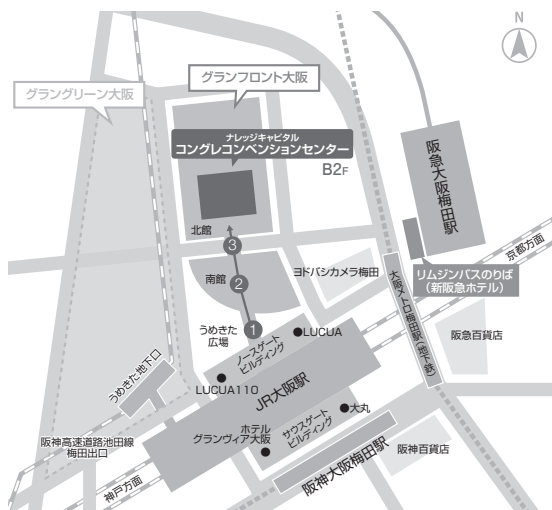 N
グランフロント大阪
グラングリーン大阪
ナレッジキャピタル
コングレコンベンションセンター
B2F
阪急大阪梅田駅
北館
3
京都方面
リムジンバスのりば
（新阪急ホテル）
ヨドバシカメラ梅田
南館
2
大阪メトロ梅田駅（地下鉄）
うめきた
広場
1
LUCUA
阪急百貨店
ノースゲート
ビルディング
うめきた地下口
LUCUA110
JR大阪駅
大丸
ホテル
グランヴィア大阪
サウスゲート
ビルディング
阪神高速道路池田線
梅田出口
阪神百貨店
阪神大阪梅田駅
神戸方面